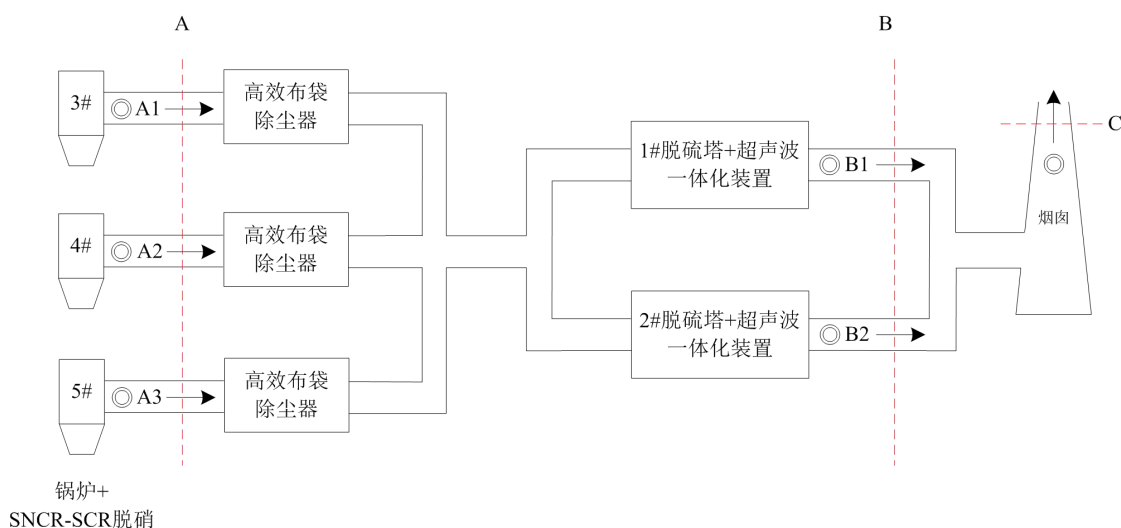 A
B
3#
A1
高效布袋
除尘器
1#脱硫塔+超声波
一体化装置
B1
C
烟囱
4#
A2
高效布袋
除尘器
2#脱硫塔+超声波
一体化装置
B2
5#
A3
高效布袋
除尘器
锅炉+
SNCR-SCR脱硝